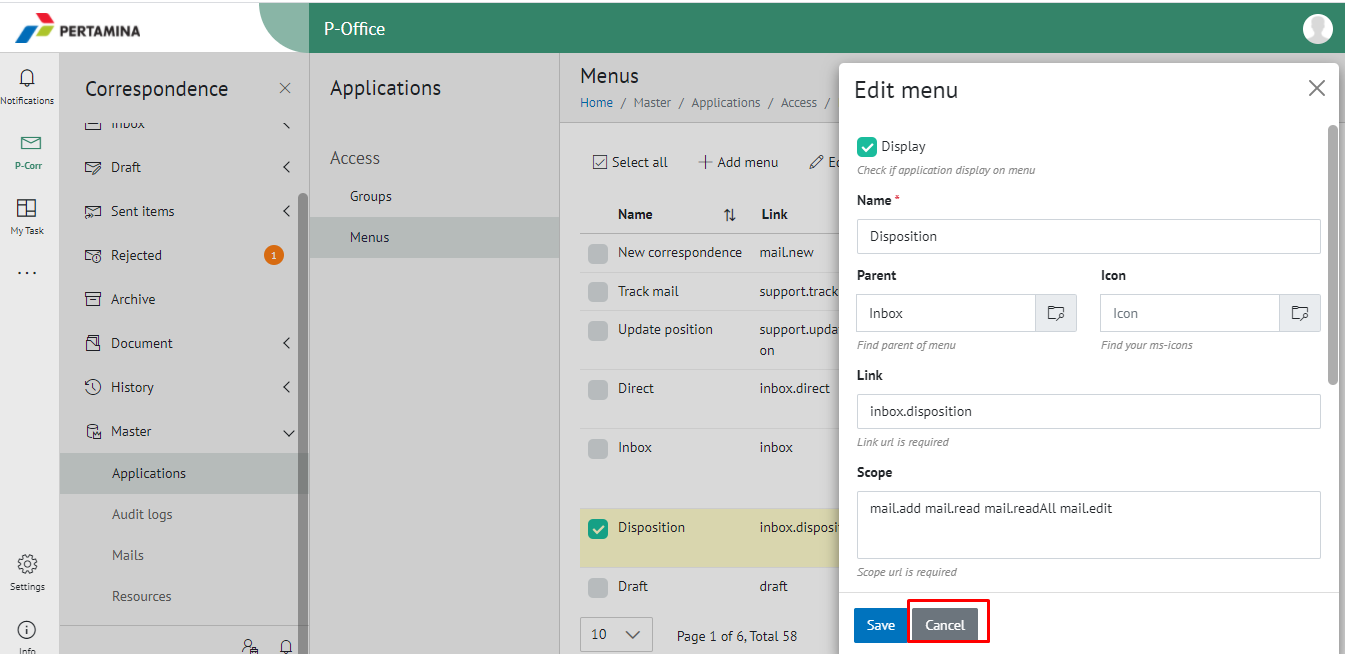 PERTAMINA
P-Office
Notifications
P-Corr
My Task
Settings
Info
Correspondence
Inbox
Draft
Sent items
Rejected
1
Archive
Document
History
Master
Applications
Audit logs
Mails
Resources
Applications
Access
Groups
Menus
Menus
Home / Master / Applications / Access /
Select all
Add menu
Name
Link
New correspondence
mail.new
Track mail
support.track
Update position
support.upda
on
Direct
inbox.direct
Inbox
inbox
Disposition
inbox.disposit
Draft
draft
10
Page 1 of 6, Total 58
Edit menu
Display
Check if application display on menu
Name *
Disposition
Parent
Icon
Inbox
Icon
Find parent of menu
Find your ms-icons
Link
inbox.disposition
Link url is required
Scope
mail.add mail.read mail.readAll mail.edit
Scope url is required
Save
Cancel